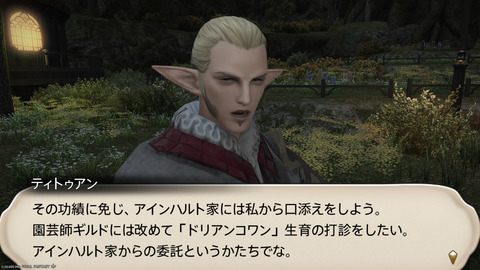 ティトゥアン
その功績に免じ、アインハルト家には私から口添えをしよう。
園芸師ギルドには改めて「ドリアンコワン」生育の打診をしたい。
アインハルト家からの委託というかたちでな。